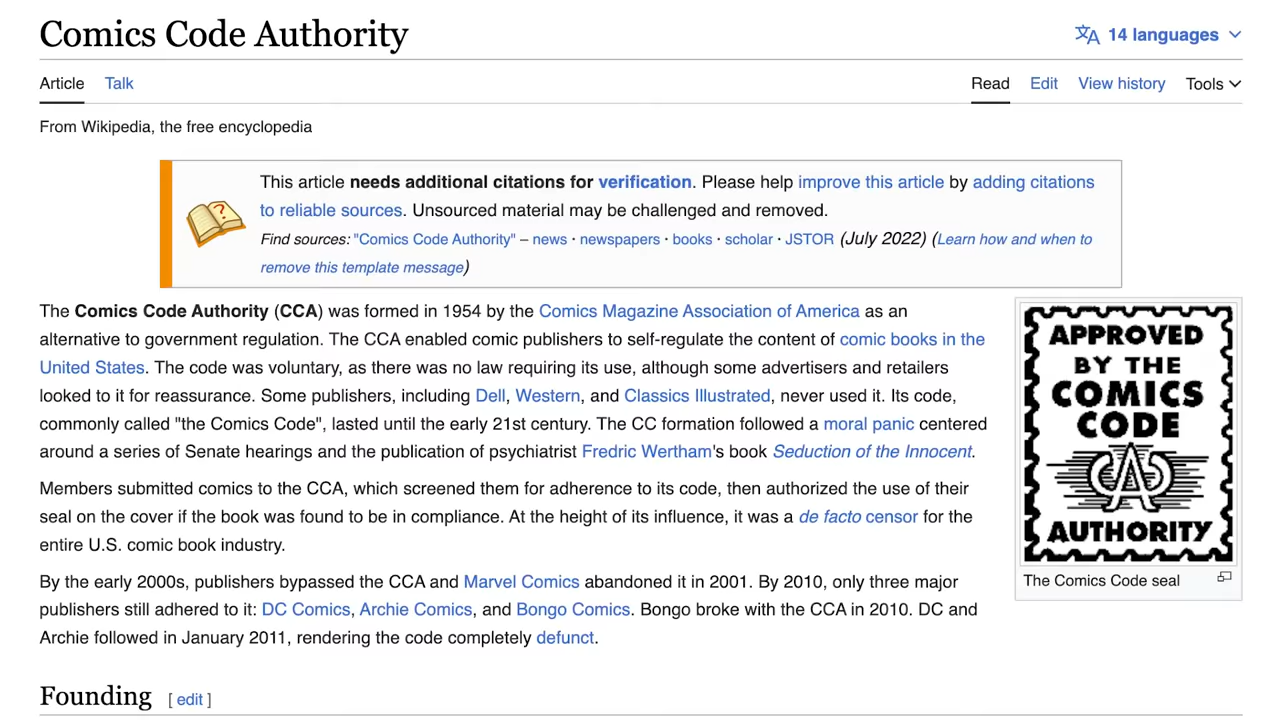 Comics Code Authority
14 languages
Article Talk Read Edit View history Tools
From Wikipedia, the free encyclopedia
This article needs additional citations for verification. Please help improve this article by adding citations
to reliable sources. Unsourced material may be challenged and removed.
Find sources: "Comics Code Authority" – news · newspapers · books · scholar · JSTOR (July 2022) (Learn how and when to
remove this template message)
The Comics Code Authority (CCA) was formed in 1954 by the Comics Magazine Association of America as an
alternative to government regulation. The CCA enabled comic publishers to self-regulate the content of comic books in the
United States. The code was voluntary, as there was no law requiring its use, although some advertisers and retailers
looked to it for reassurance. Some publishers, including Dell, Western, and Classics Illustrated, never used it. Its code,
commonly called "the Comics Code", lasted until the early 21st century. The CC formation followed a moral panic centered
around a series of Senate hearings and the publication of psychiatrist Fredric Wertham's book Seduction of the Innocent.
Members submitted comics to the CCA, which screened them for adherence to its code, then authorized the use of their
seal on the cover if the book was found to be in compliance. At the height of its influence, it was a de facto censor for the
entire U.S. comic book industry.
By the early 2000s, publishers bypassed the CCA and Marvel Comics abandoned it in 2001. By 2010, only three major
publishers still adhered to it: DC Comics, Archie Comics, and Bongo Comics. Bongo broke with the CCA in 2010. DC and
Archie followed in January 2011, rendering the code completely defunct.
APPROVED
BY THE
COMICS
CODE
CA
AUTHORITY
The Comics Code seal
Founding [ edit ]